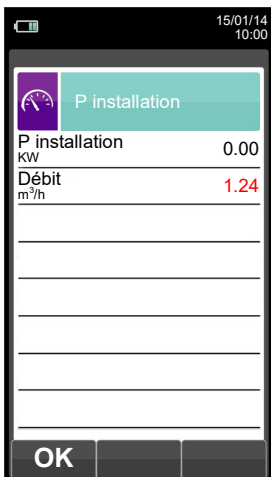 15/01/14
10:00
P installation
P installation 0.00
KW
Débit 1.24
m³/h
OK